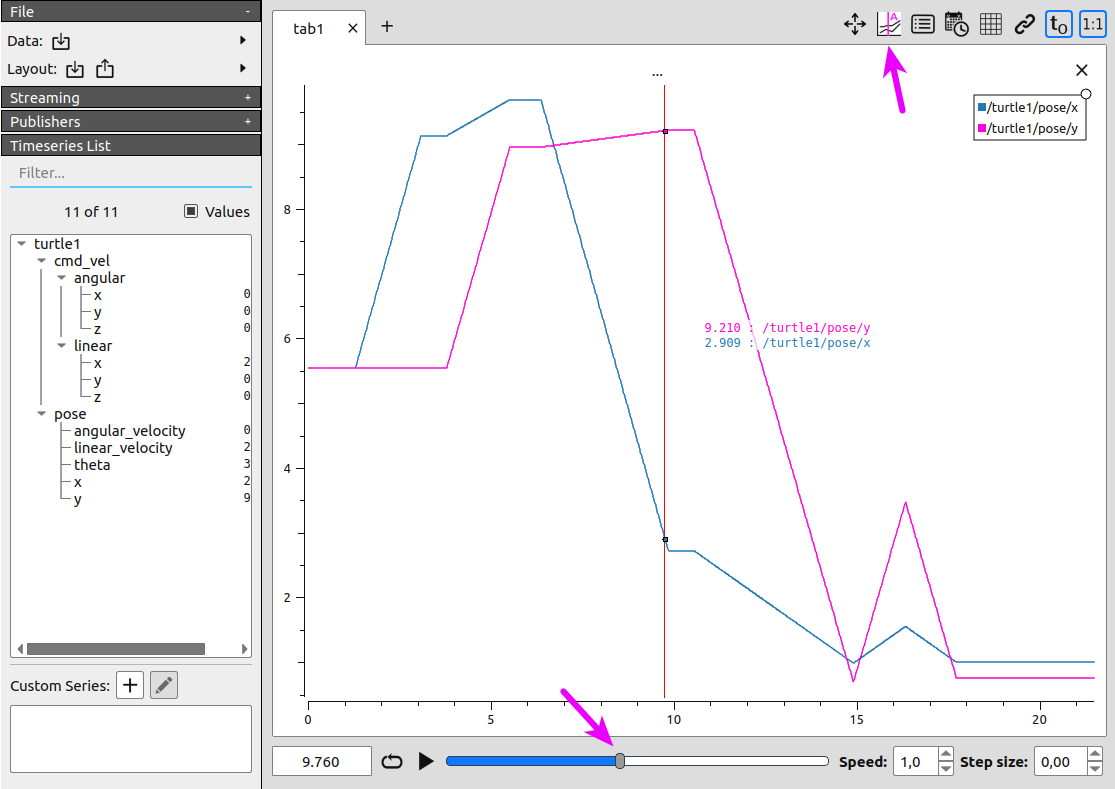 File -
Data:
Layout:
Streaming +
Publishers +
Timeseries List
Filter...
11 of 11 Values
turtle1
cmd_vel
angular
x 0
y 0
z 0
linear
x 2
y 0
z 0
pose
angular_velocity 0
linear_velocity 2
theta 3
x 2
y 9
Custom Series: +
tab1 × +
A
t0 1:1
...
/turtle1/pose/x
/turtle1/pose/y
8
6
4
2
9.210 : /turtle1/pose/y
2.909 : /turtle1/pose/x
0 5 10 15 20
9.760 Speed: 1,0 Step size: 0,00